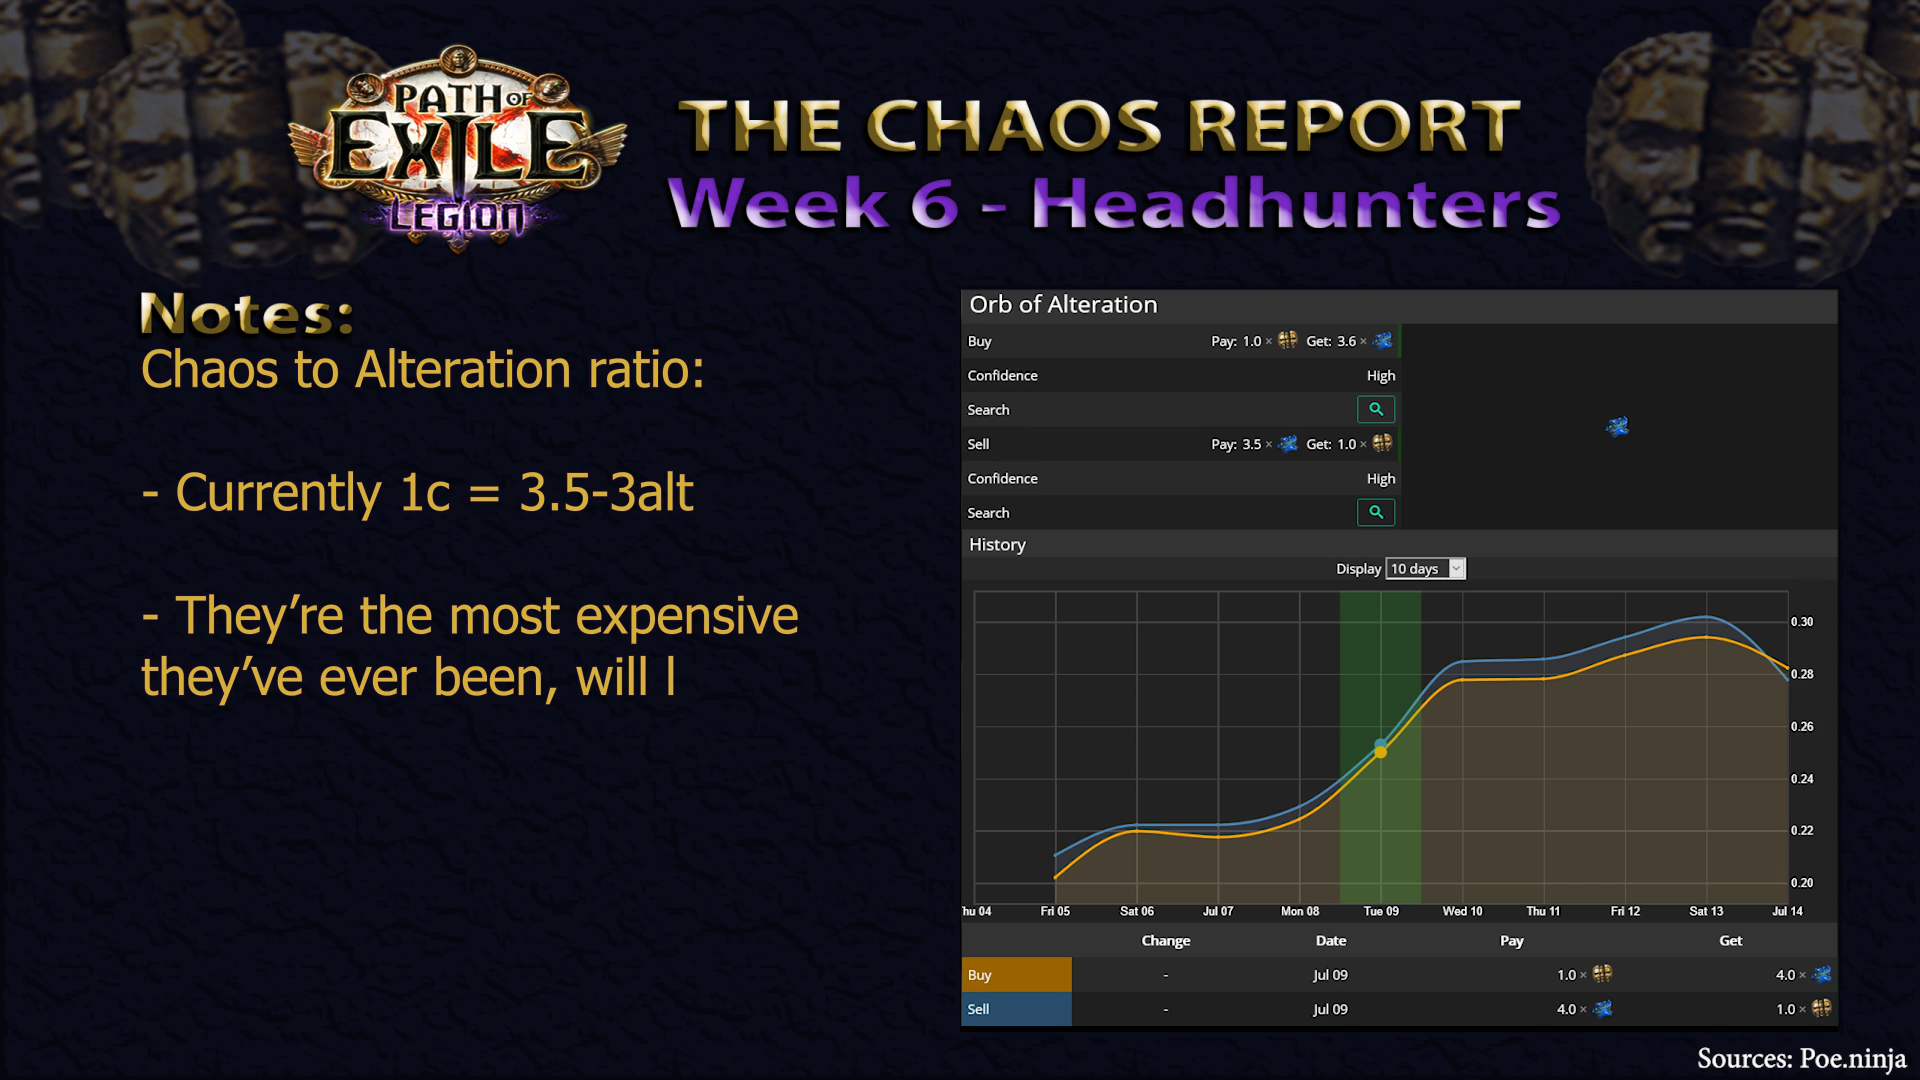 PATH OF
EXILE
LEGION
THE CHAOS REPORT
Week 6 - Headhunters
Notes:
Chaos to Alteration ratio:
- Currently 1c = 3.5-3alt
- They’re the most expensive
they’ve ever been, will l
Orb of Alteration
Buy Pay: 1.0 × Get: 3.6 ×
Confidence High
Search
Sell Pay: 3.5 × Get: 1.0 ×
Confidence High
Search
History
Display 10 days
0.30
0.28
0.26
0.24
0.22
0.20
hu 04 Fri 05 Sat 06 Jul 07 Mon 08 Tue 09 Wed 10 Thu 11 Fri 12 Sat 13 Jul 14
Change Date Pay Get
Buy - Jul 09 1.0 × 4.0 ×
Sell - Jul 09 4.0 × 1.0 ×
Sources: Poe.ninja